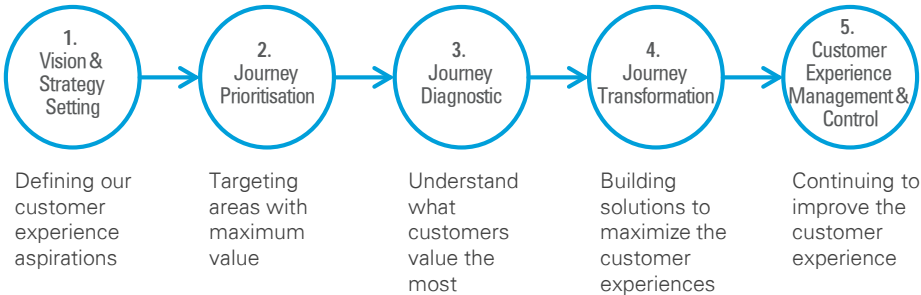 1.
Vision &
Strategy
Setting
2.
Journey
Prioritisation
3.
Journey
Diagnostic
4.
Journey
Transformation
5.
Customer
Experience
Management &
Control
Defining our
customer
experience
aspirations
Targeting
areas with
maximum
value
Understand
what
customers
value the
most
Building
solutions to
maximize the
customer
experiences
Continuing to
improve the
customer
experience